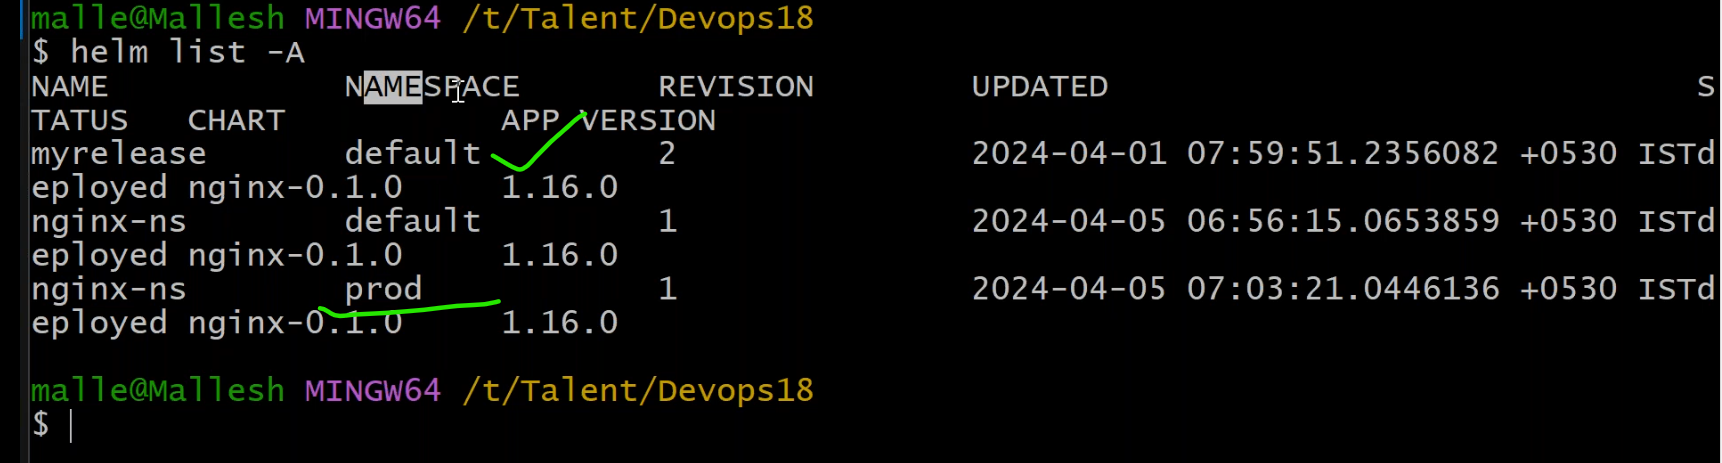 malle@Mallesh MINGW64 /t/Talent/Devops18
$ helm list -A
NAME NAMESPACE REVISION UPDATED S
TATUS CHART APP VERSION
myrelease default 2 2024-04-01 07:59:51.2356082 +0530 ISTd
eployed nginx-0.1.0 1.16.0
nginx-ns default 1 2024-04-05 06:56:15.0653859 +0530 ISTd
eployed nginx-0.1.0 1.16.0
nginx-ns prod 1 2024-04-05 07:03:21.0446136 +0530 ISTd
eployed nginx-0.1.0 1.16.0
malle@Mallesh MINGW64 /t/Talent/Devops18
$